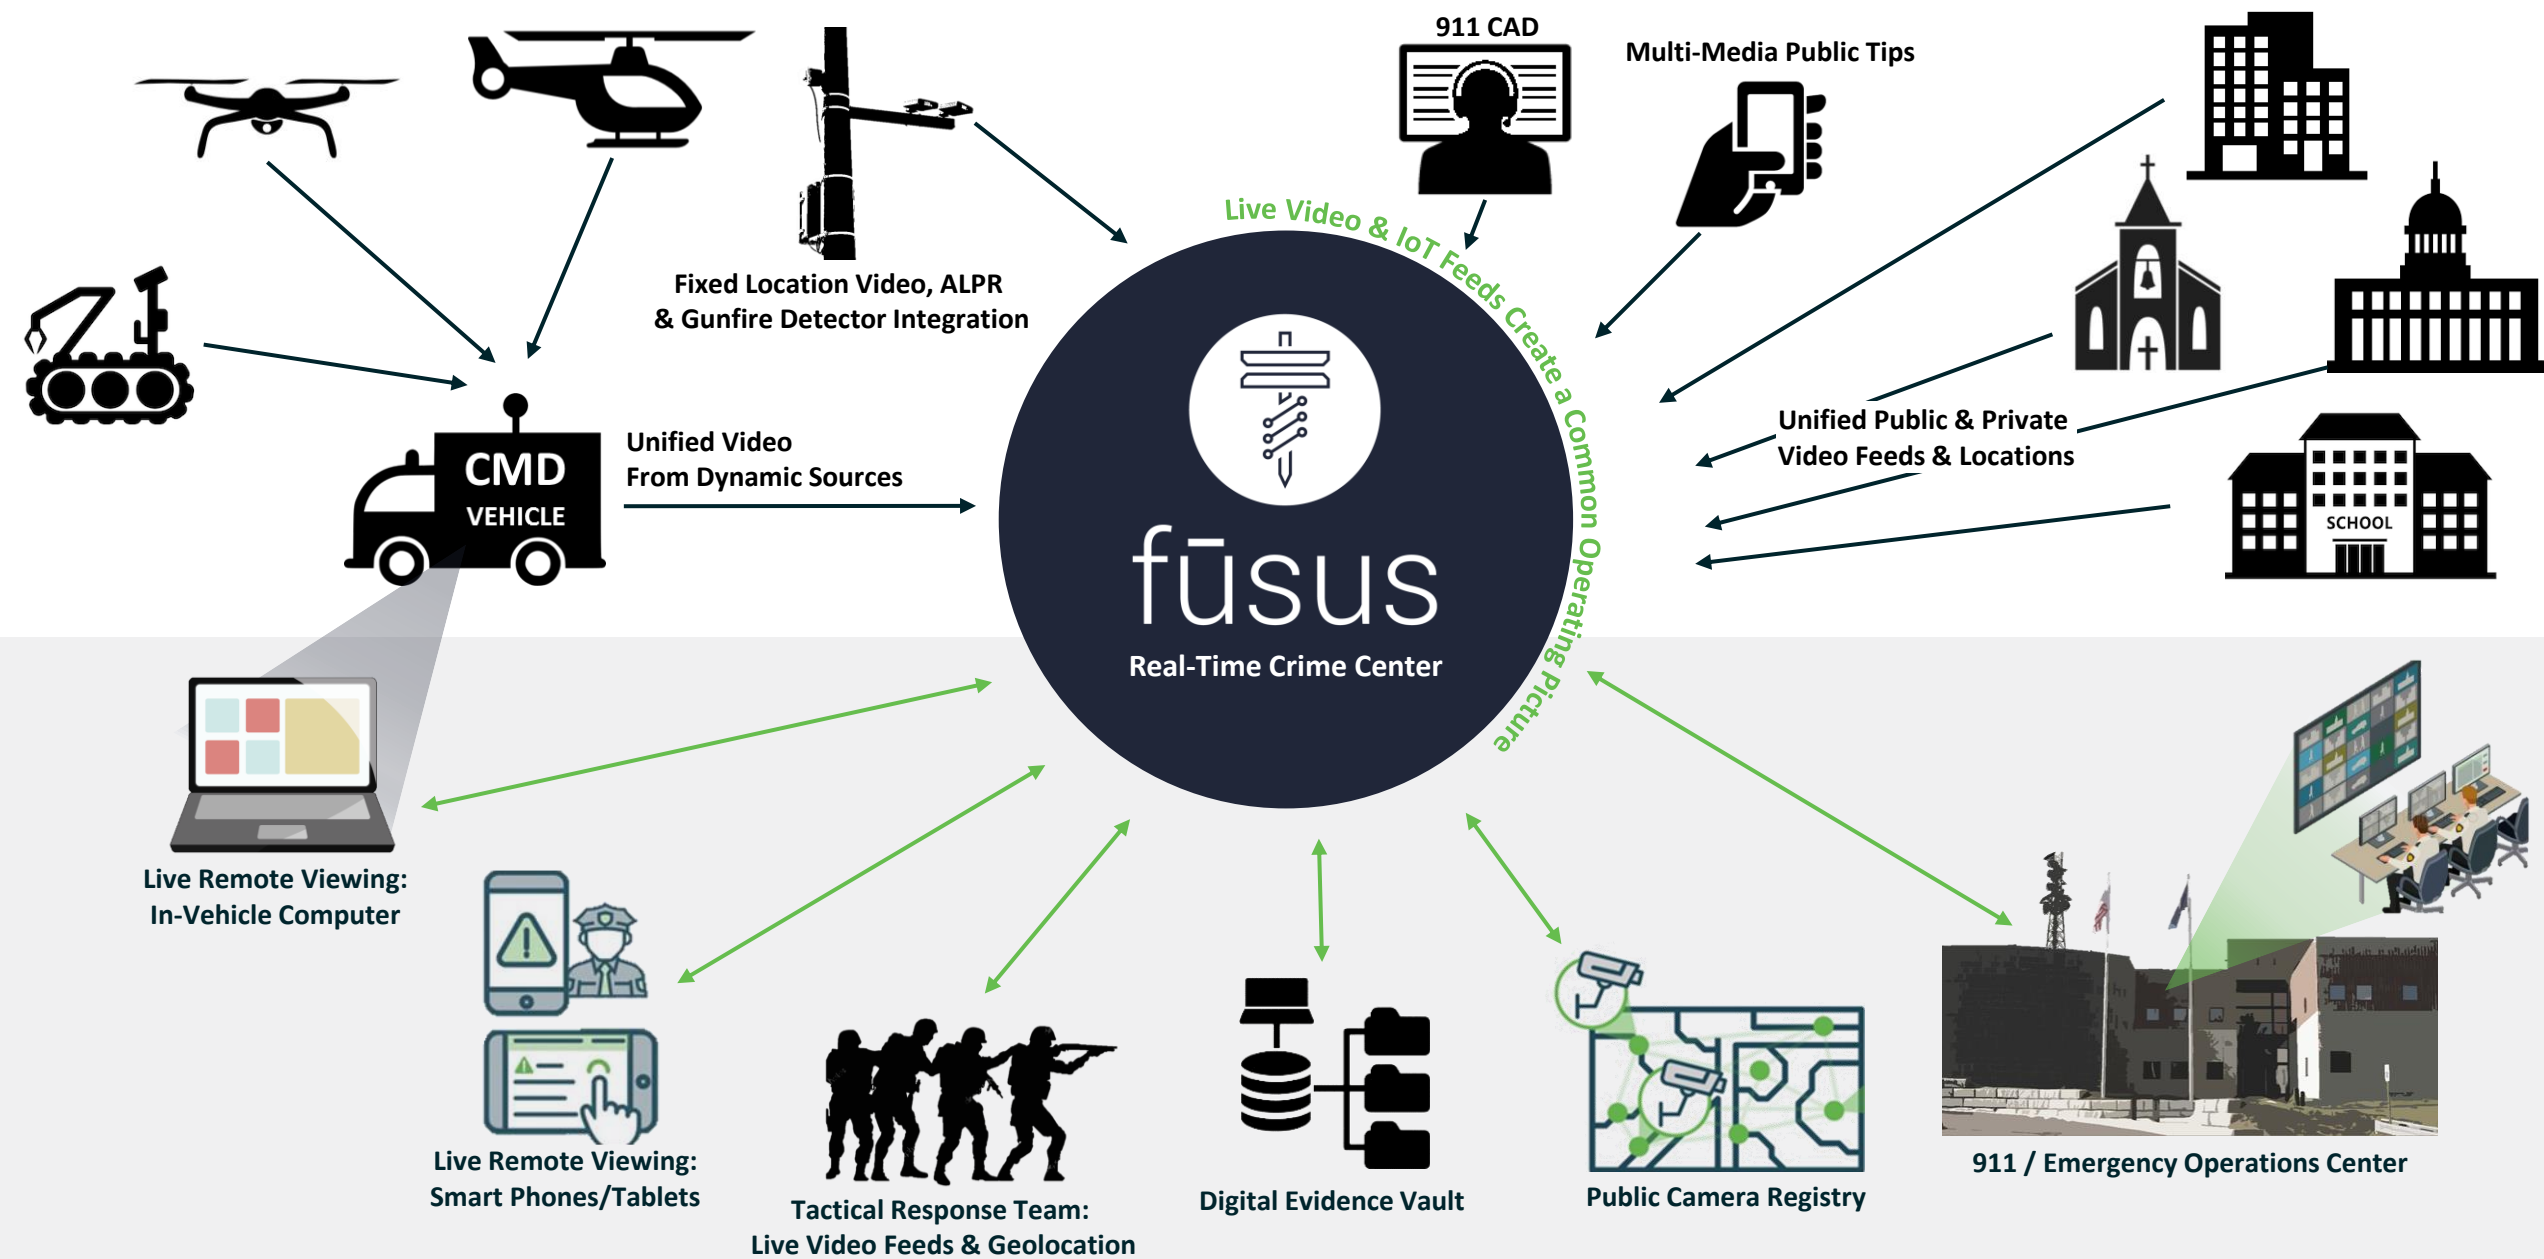 911 CAD
Multi-Media Public Tips
Fixed Location Video, ALPR
& Gunfire Detector Integration
Live Video & IoT Feeds Create a Common Operating Picture
Unified Public & Private
Video Feeds & Locations
Unified Video
From Dynamic Sources
CMD
VEHICLE
SCHOOL
fūsus
Real-Time Crime Center
Live Remote Viewing:
In-Vehicle Computer
Live Remote Viewing:
Smart Phones/Tablets
Tactical Response Team:
Live Video Feeds & Geolocation
Digital Evidence Vault
Public Camera Registry
911 / Emergency Operations Center